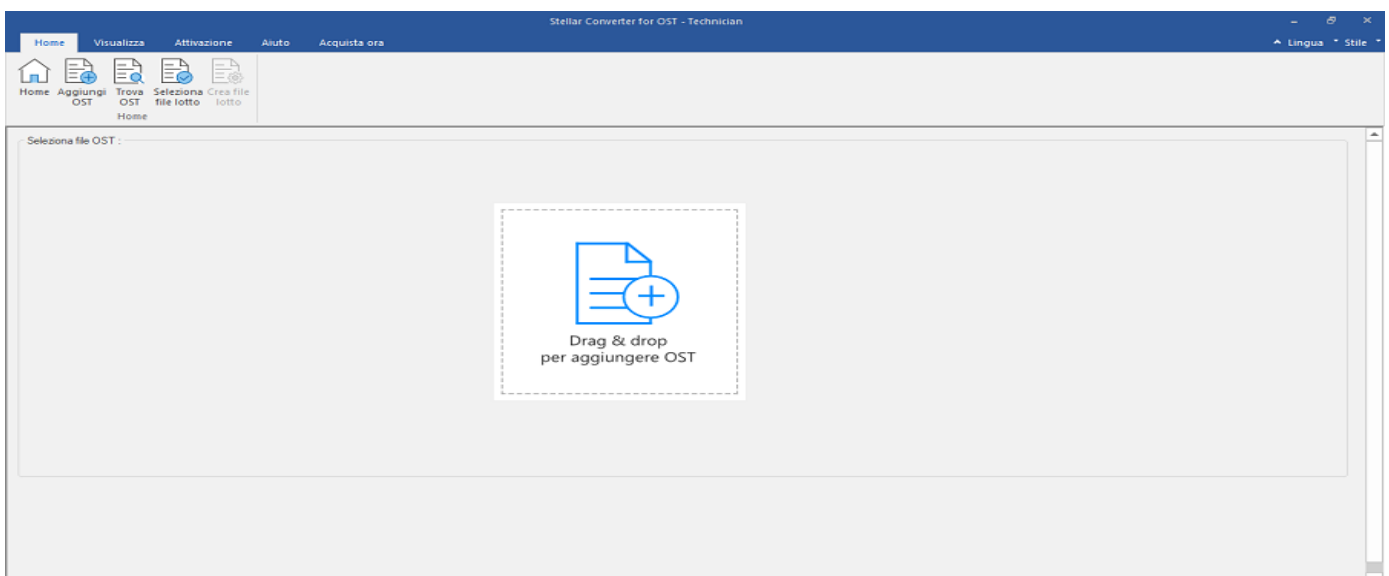 Stellar Converter for OST - Technician
Home Visualizza Attivazione Aiuto Acquista ora Lingua Stile
Home Aggiungi Trova Seleziona Crea file
OST OST file lotto lotto
Home
Seleziona file OST :
Drag & drop
per aggiungere OST